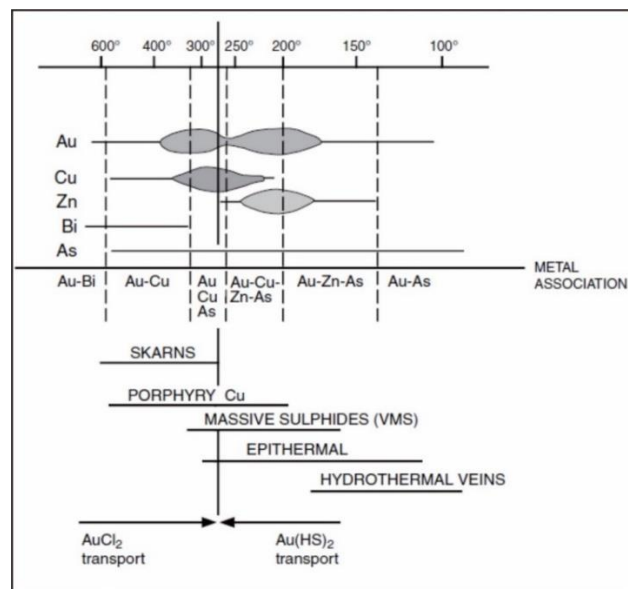 600° 400° 300° 250° 200° 150° 100°
Au
Cu
Zn
Bi
As
METAL
ASSOCIATION
Au-Bi Au-Cu Au Au-Cu- Au-Zn-As Au-As
Cu Zn-As
As
SKARNS
PORPHYRY Cu
MASSIVE SULPHIDES (VMS)
EPITHERMAL
HYDROTHERMAL VEINS
AuCl2 Au(HS)2
transport transport